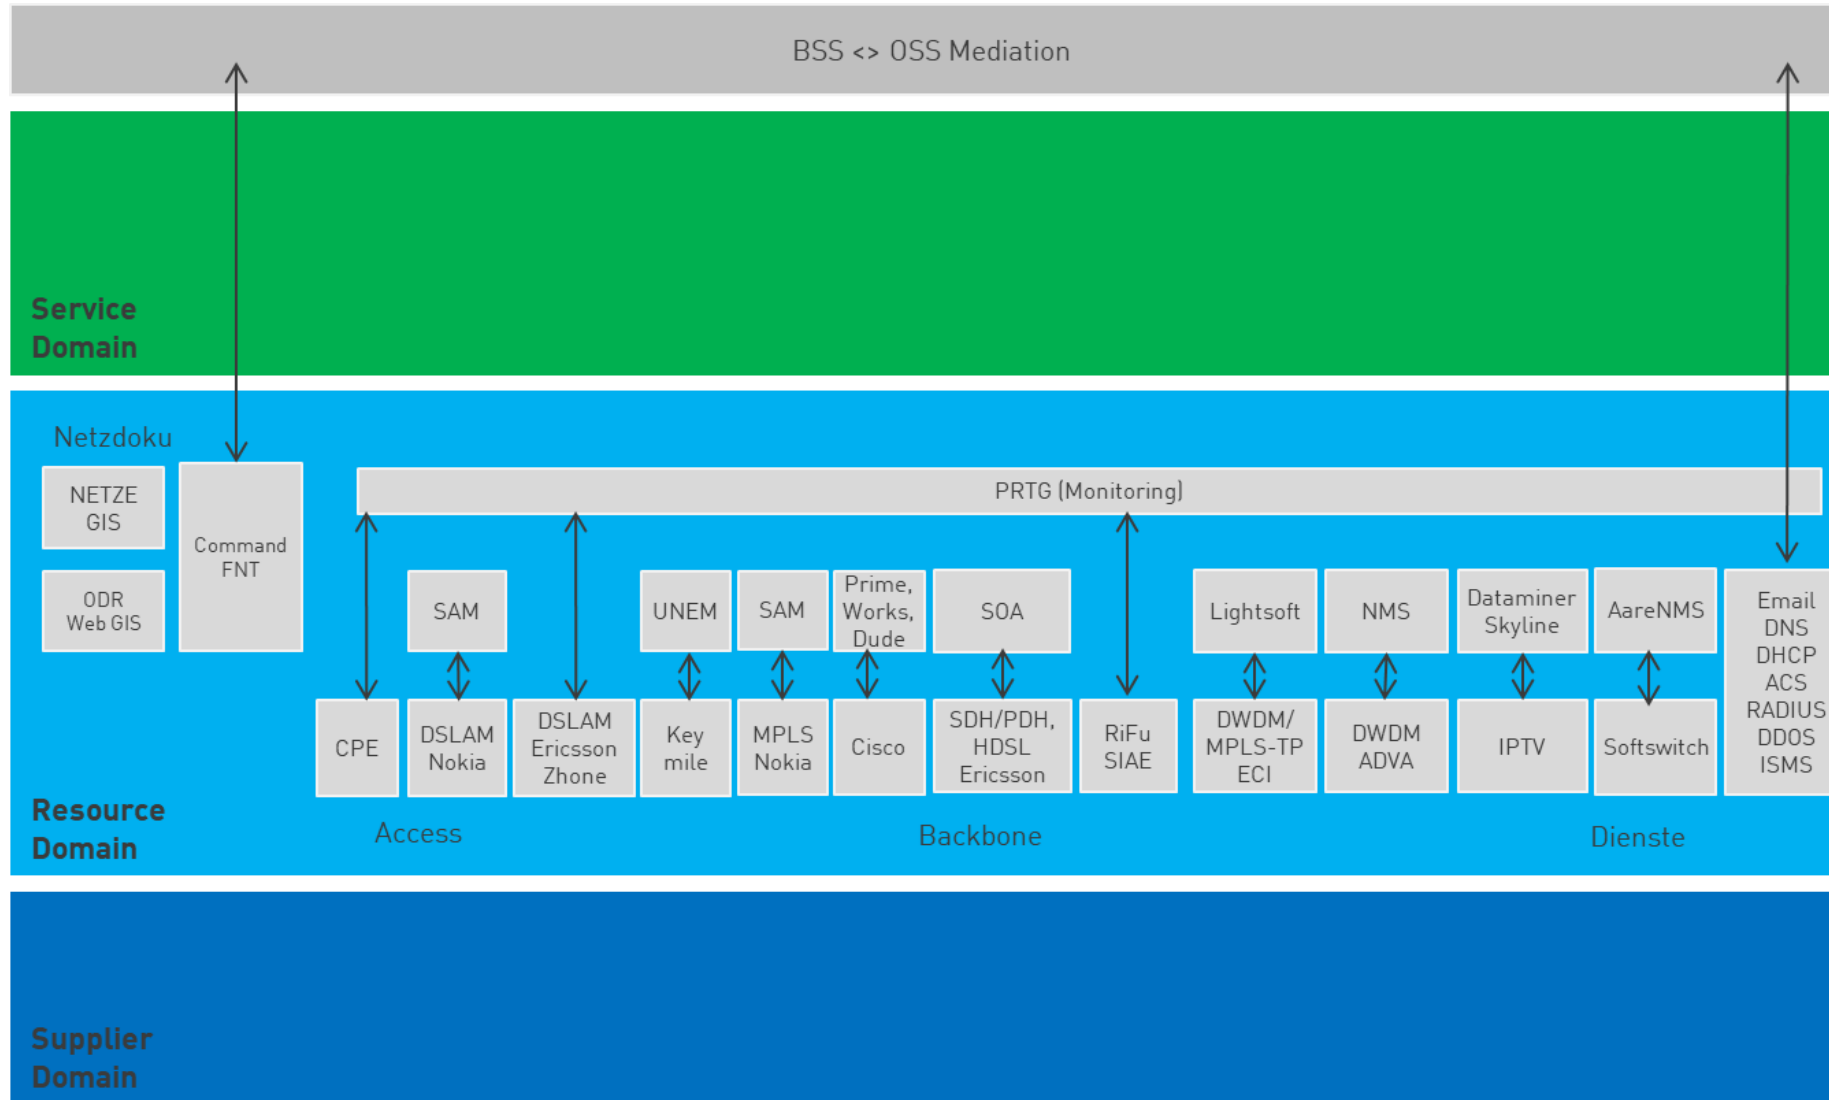 BSS <> OSS Mediation
Service
Domain
Netzdoku
NETZE
GIS
Command
FNT
ODR
Web GIS
PRTG (Monitoring)
SAM
UNEM
SAM
Prime,
Works,
Dude
SOA
Lightsoft
NMS
Dataminer
Skyline
AareNMS
Email
DNS
DHCP
ACS
RADIUS
DDOS
ISMS
CPE
DSLAM
Nokia
DSLAM
Ericsson
Zhone
Key
mile
MPLS
Nokia
Cisco
SDH/PDH,
HDSL
Ericsson
RiFu
SIAE
DWDM/
MPLS-TP
ECI
DWDM
ADVA
IPTV
Softswitch
Resource
Domain
Access
Backbone
Dienste
Supplier
Domain